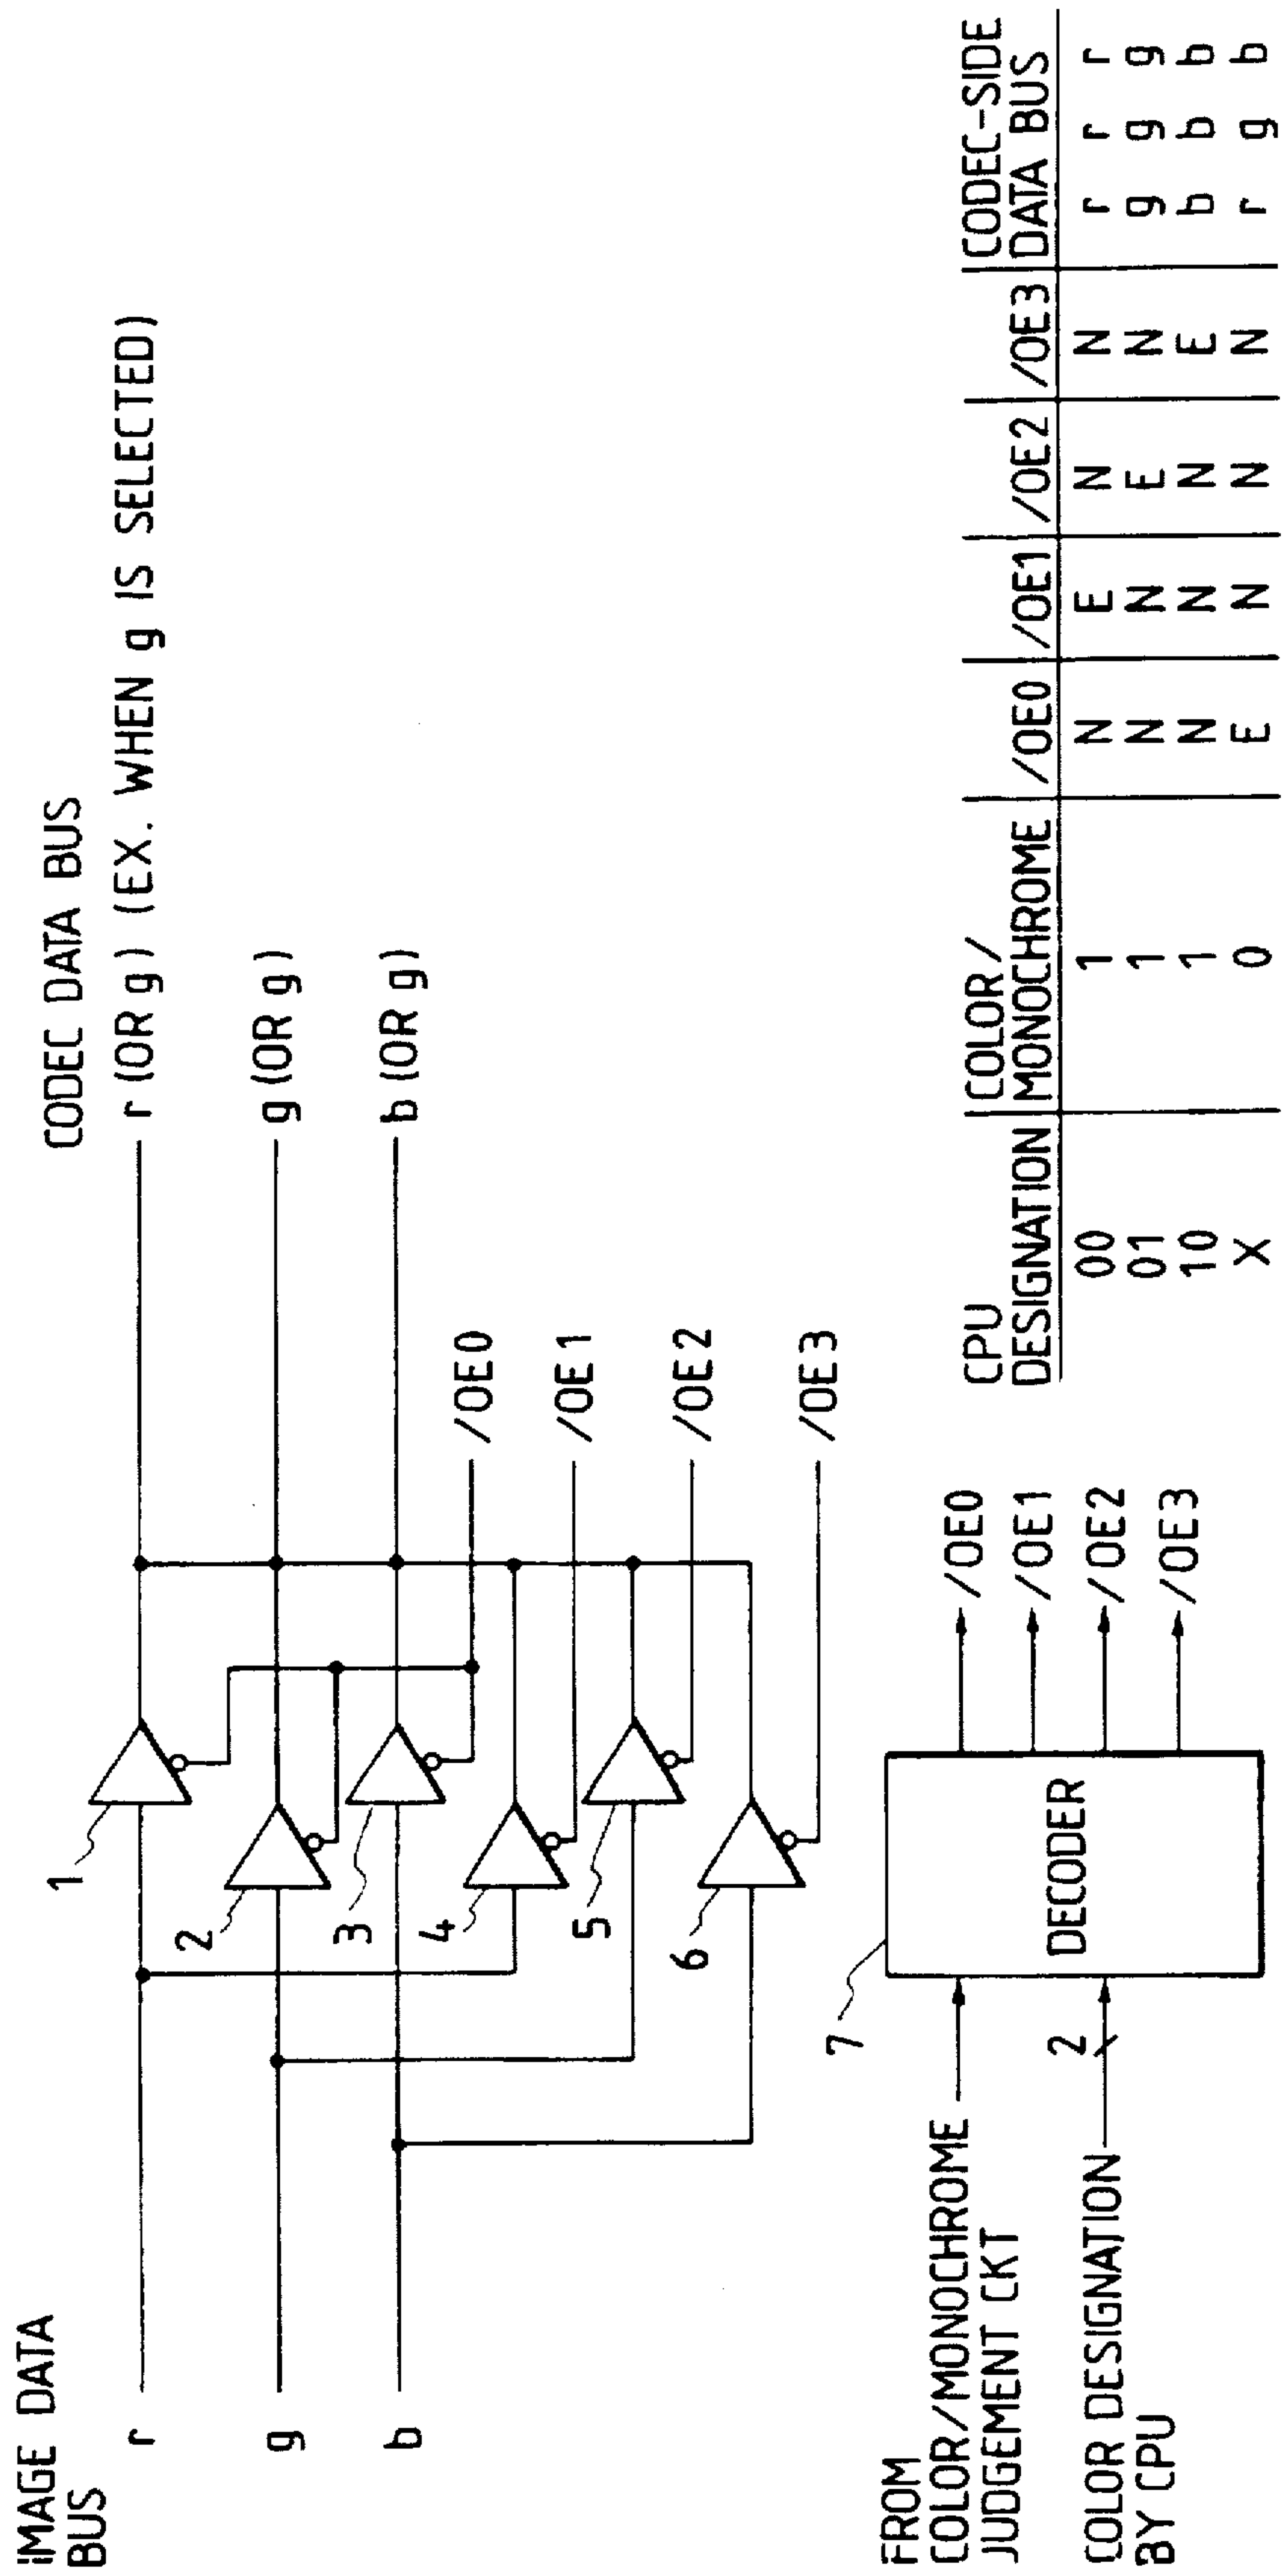 IMAGE DATA
BUS
CODEC DATA BUS
r
r (OR g) (EX. WHEN g IS SELECTED)
g
g (OR g)
b
b (OR g)
1
2
3
4
5
6
/OE0
/OE1
/OE2
/OE3
7
FROM
COLOR/MONOCHROME
JUDGEMENT CKT
2
COLOR DESIGNATION
BY CPU
DECODER
/OE0
/OE1
/OE2
/OE3
CPU COLOR/ CODEC-SIDE
DESIGNATION MONOCHROME /OE0 /OE1 /OE2 /OE3 DATA BUS
00 1 N E N N r r r
01 1 N N E N g g g
10 1 N N N E b b b
X 0 E N N N r g b